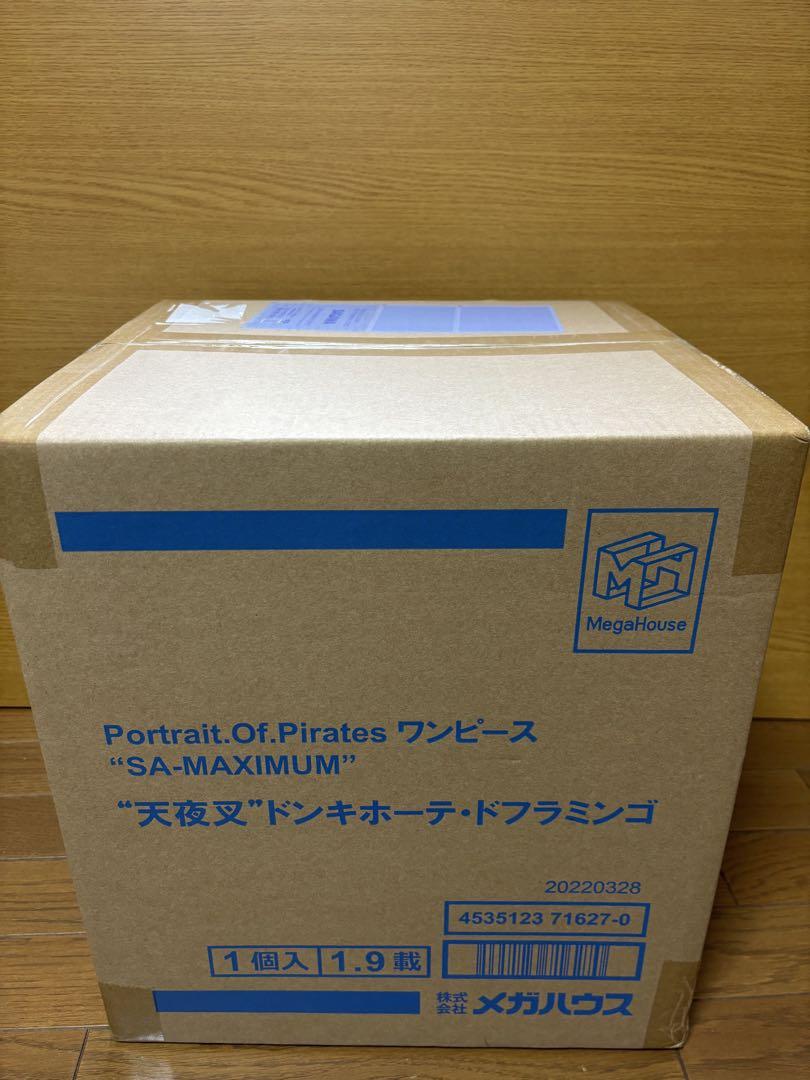 MegaHouse
Portrait.Of.Pirates ワンピース
“SA-MAXIMUM”
“天夜叉”ドンキホーテ・ドフラミンゴ
20220328
4535123 71627-0
1個入 1.9載
株式会社 メガハウス